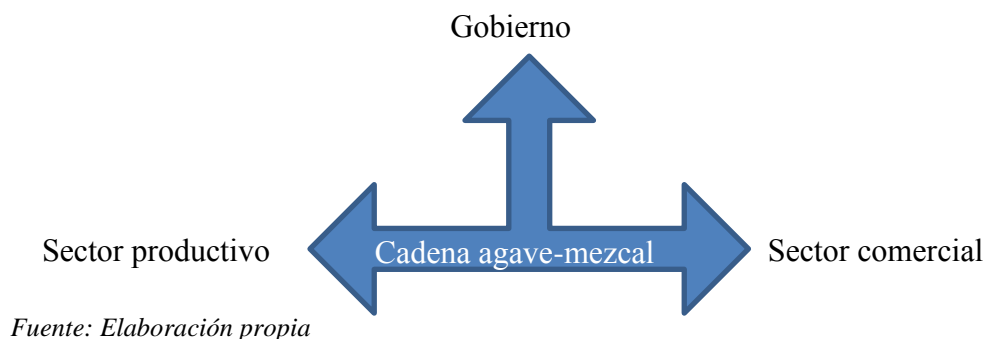 Gobierno
Sector productivo
Cadena agave-mezcal
Sector comercial
Fuente: Elaboración propia